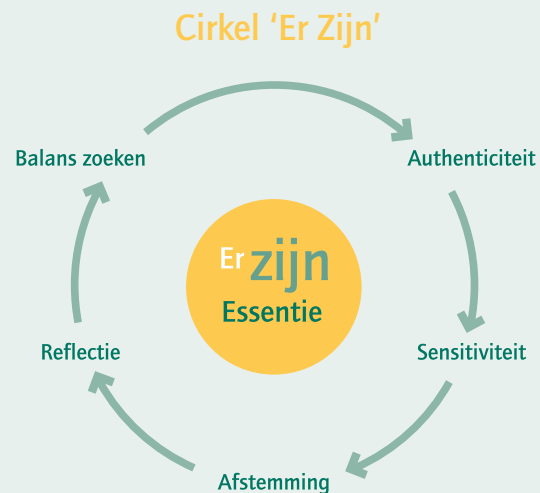 Cirkel ‘Er Zijn’
Balans zoeken
Authenticiteit
Er zijn
Essentie
Reflectie
Sensitiviteit
Afstemming